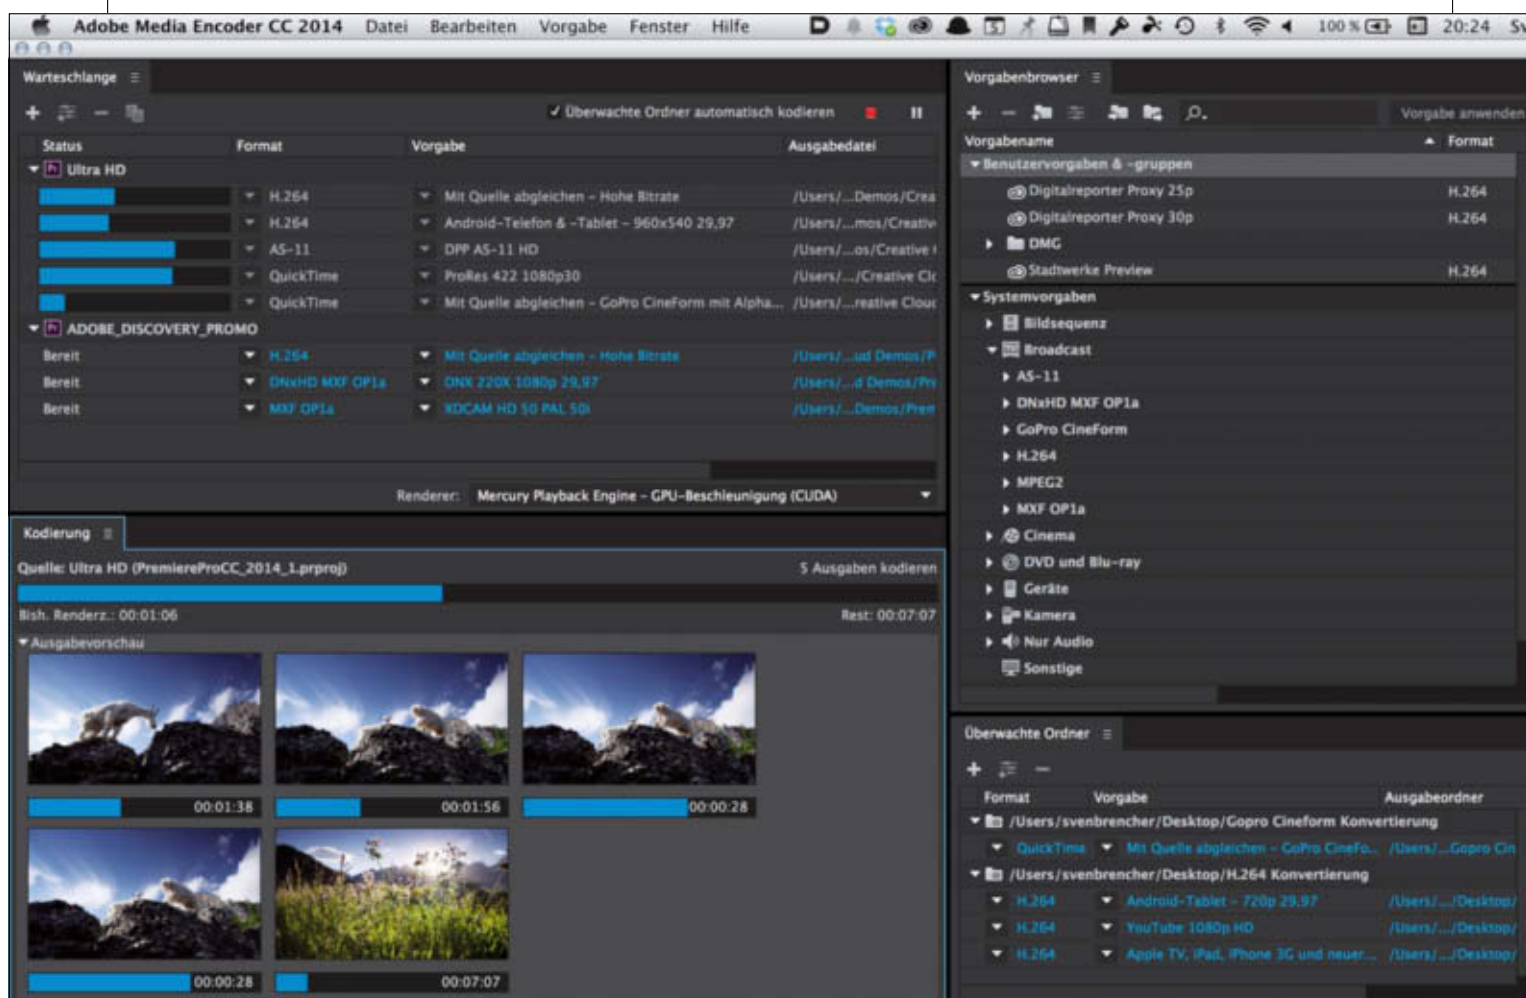 Adobe Media Encoder CC 2014 Datei Bearbeiten Vorgabe Fenster Hilfe 100 % 20:24
Warteschlange
Überwachte Ordner automatisch kodieren
Status Format Vorgabe Ausgabedatei
Ultra HD
H.264 Mit Quelle abgleichen – Hohe Bitrate /Users/...Demos/Crea
H.264 Android-Telefon & -Tablet – 960x540 29,97 /Users/...mos/Creativ
AS-11 DPP AS-11 HD /Users/...os/Creative
QuickTime ProRes 422 1080p30 /Users/.../Creative Clo
QuickTime Mit Quelle abgleichen – GoPro CineForm mit Alpha... /Users/...reative Cloud
ADOBE_DISCOVERY_PROMO
Bereit H.264 Mit Quelle abgleichen – Hohe Bitrate /Users/...ud Demos/P
Bereit DNxHD MXF OP1a DNX 220X 1080p 29,97 /Users/...d Demos/Pre
Bereit MXF OP1a XDCAM HD 50 PAL 50i /Users/...Demos/Prem
Renderer: Mercury Playback Engine – GPU-Beschleunigung (CUDA)
Kodierung
Quelle: Ultra HD (PremiereProCC_2014_1.prproj) 5 Ausgaben kodieren
Bish. Renderz.: 00:01:06 Rest: 00:07:07
Ausgabevorschau
00:01:38 00:01:56 00:00:28
00:00:28 00:07:07
Vorgabenbrowser
Vorgabe anwenden
Vorgabename Format
Benutzervorgaben & -gruppen
Digitalreporter Proxy 25p H.264
Digitalreporter Proxy 30p H.264
DMG
Stadtwerke Preview H.264
Systemvorgaben
Bildsequenz
Broadcast
AS-11
DNxHD MXF OP1a
GoPro CineForm
H.264
MPEG2
MXF OP1a
Cinema
DVD und Blu-ray
Geräte
Kamera
Nur Audio
Sonstige
Überwachte Ordner
Format Vorgabe Ausgabeordner
/Users/svenbrencher/Desktop/Gopro Cineform Konvertierung
QuickTime Mit Quelle abgleichen – GoPro CineFo... /Users/...Gopro Cin
/Users/svenbrencher/Desktop/H.264 Konvertierung
H.264 Android-Tablet – 720p 29,97 /Users/.../Desktop/
H.264 YouTube 1080p HD /Users/.../Desktop/
H.264 Apple TV, iPad, iPhone 3G und neuer... /Users/.../Desktop/